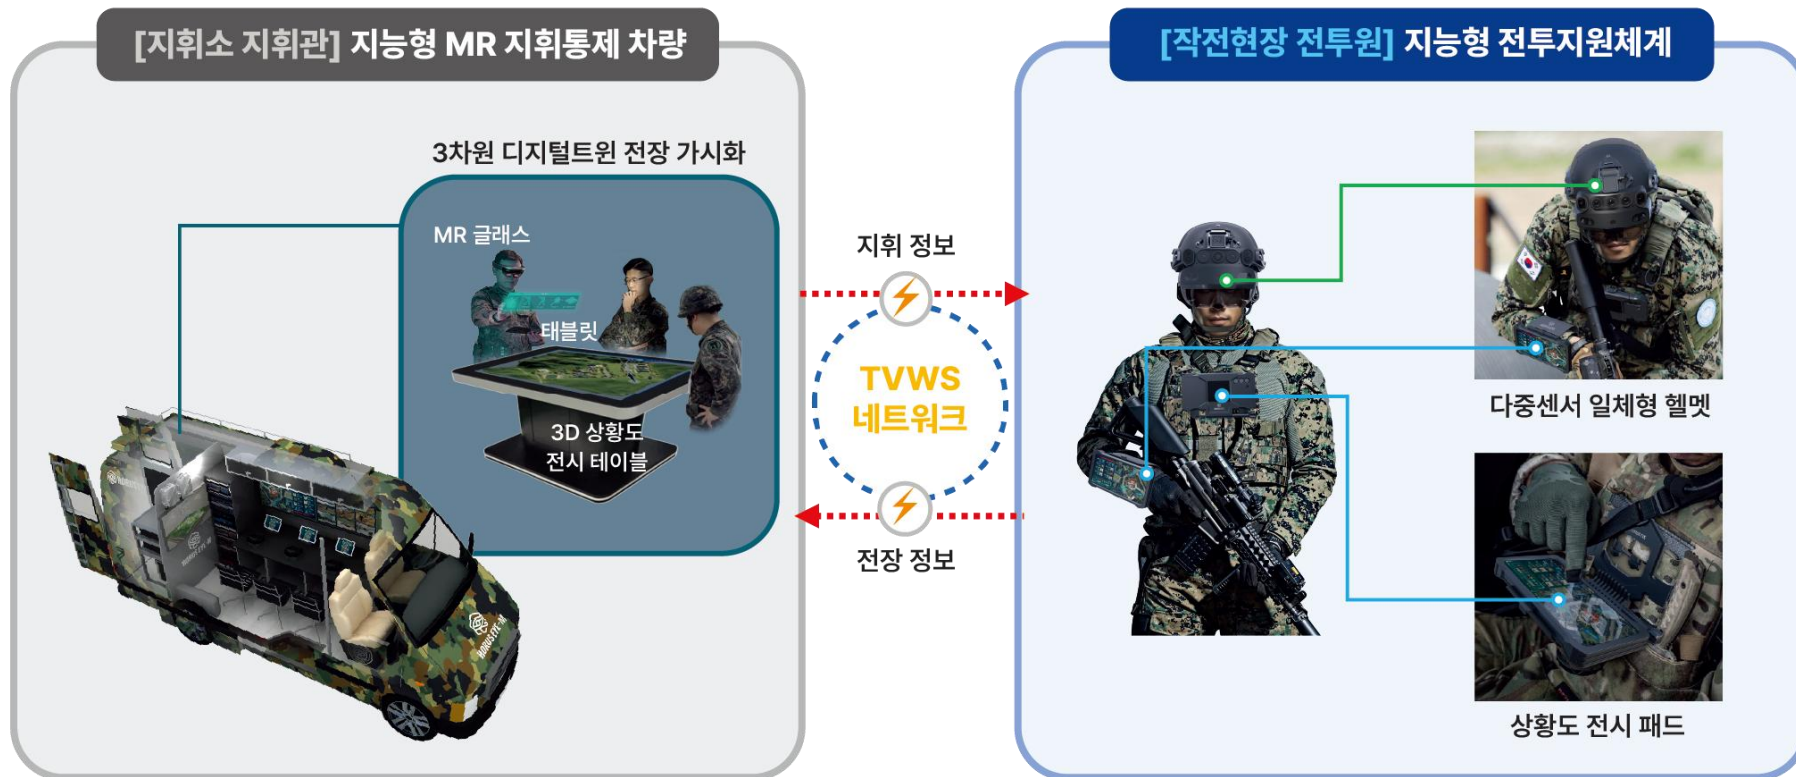 [지휘소 지휘관] 지능형 MR 지휘통제 차량
3차원 디지털트윈 전장 가시화
MR 글래스
태블릿
3D 상황도
전시 테이블
HORUS EYE-M
HORUS EYE-M
지휘 정보
TVWS
네트워크
전장 정보
[작전현장 전투원] 지능형 전투지원체계
다중센서 일체형 헬멧
상황도 전시 패드